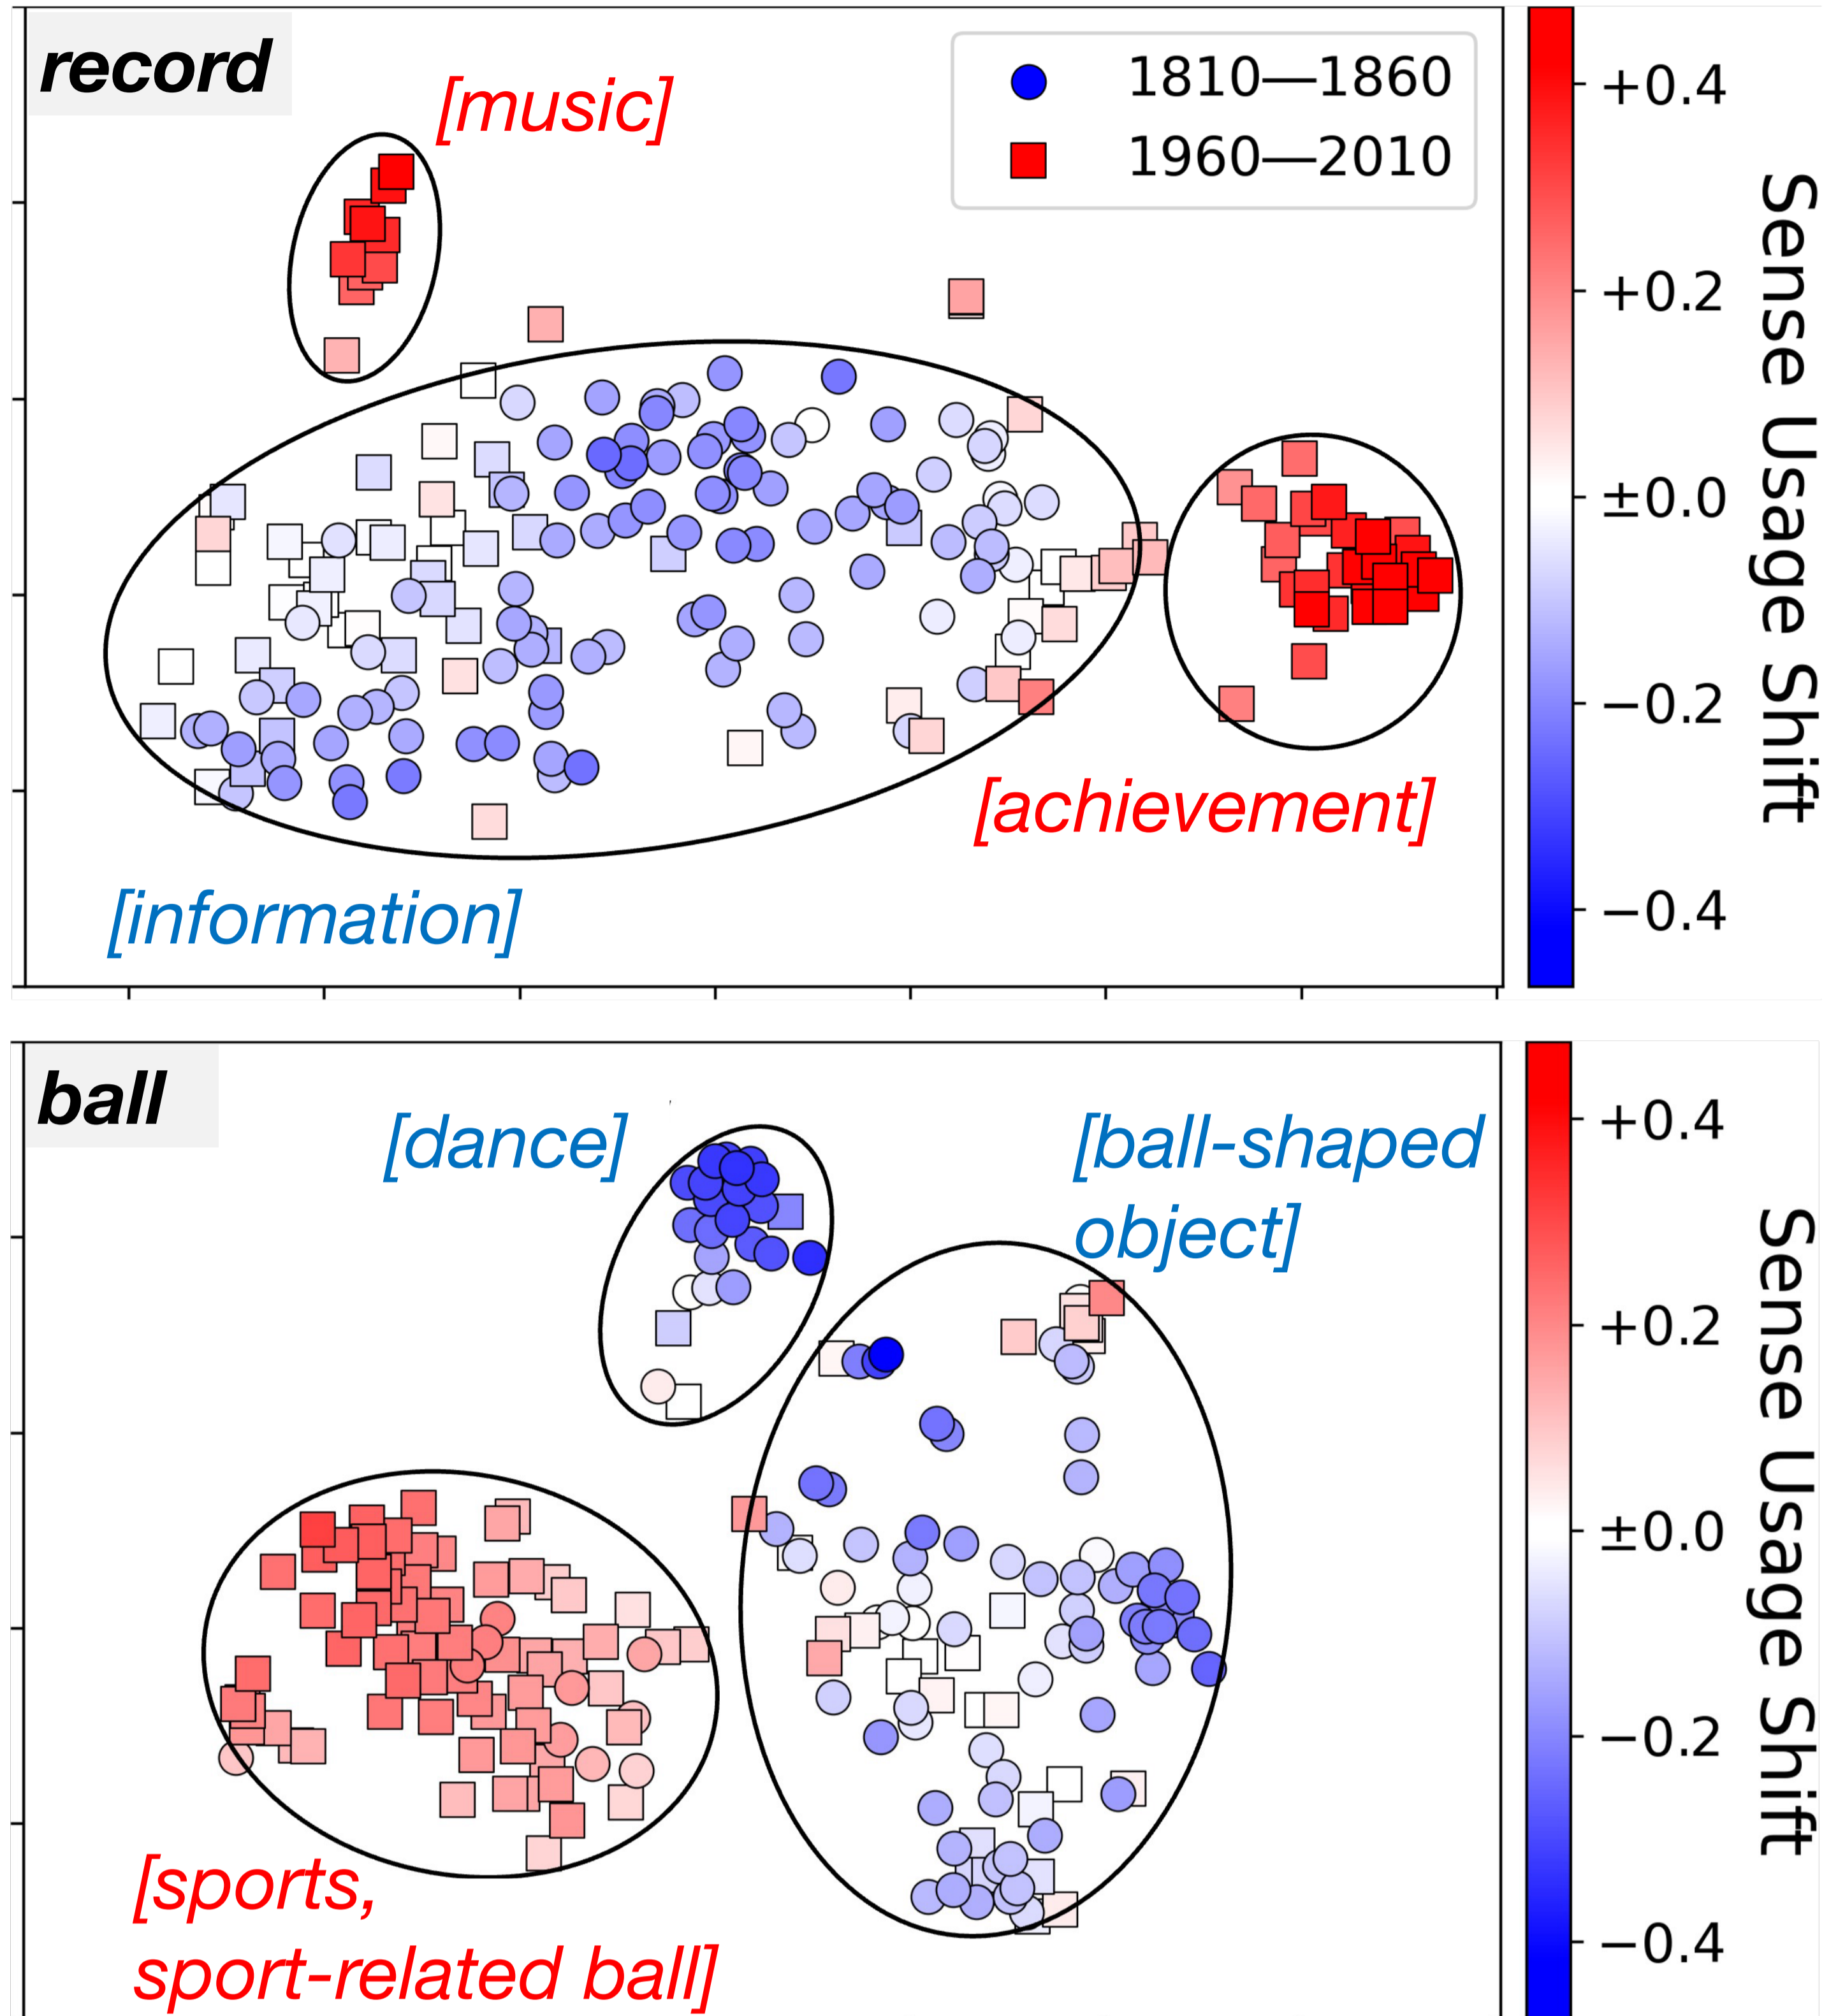 record
[music]
1810—1860
1960—2010
[achievement]
[information]
+0.4
+0.2
±0.0
−0.2
−0.4
Sense Usage Shift
ball
[dance]
[ball-shaped
object]
[sports,
sport-related ball]
+0.4
+0.2
±0.0
−0.2
−0.4
Sense Usage Shift